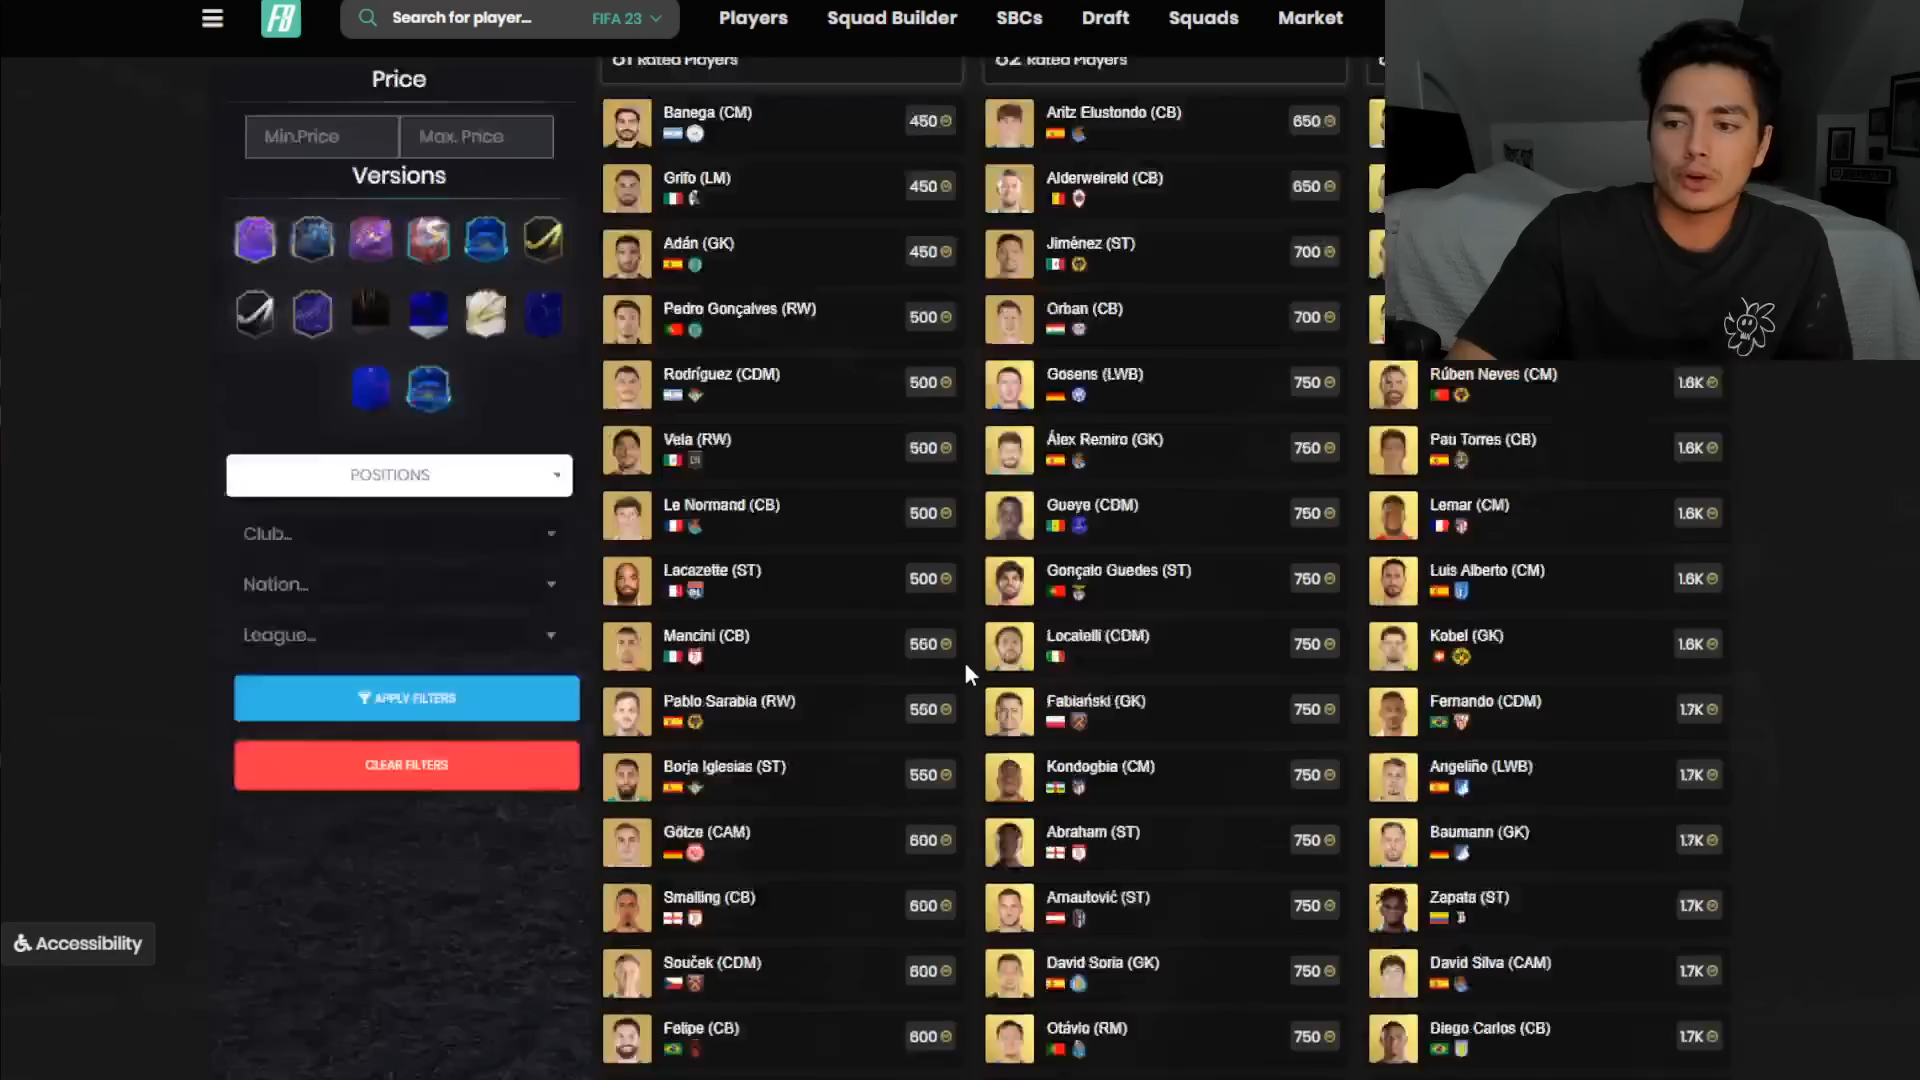 FB
Search for player...
FIFA 23
Players
Squad Builder
SBCs
Draft
Squads
Market
Price
Min.Price
Max. Price
Versions
POSITIONS
Club...
Nation...
League...
APPLY FILTERS
CLEAR FILTERS
Accessibility
81 Rated Players
Banega (CM)
450
Grifo (LM)
450
Adán (GK)
450
Pedro Gonçalves (RW)
500
Rodríguez (CDM)
500
Vela (RW)
500
Le Normand (CB)
500
Lacazette (ST)
500
Mancini (CB)
550
Pablo Sarabia (RW)
550
Borja Iglesias (ST)
550
Götze (CAM)
600
Smalling (CB)
600
Souček (CDM)
600
Felipe (CB)
600
82 Rated Players
Aritz Elustondo (CB)
650
Alderweireld (CB)
650
Jiménez (ST)
700
Orban (CB)
700
Gosens (LWB)
750
Álex Remiro (GK)
750
Gueye (CDM)
750
Gonçalo Guedes (ST)
750
Locatelli (CDM)
750
Fabiański (GK)
750
Kondogbia (CM)
750
Abraham (ST)
750
Arnautović (ST)
750
David Soria (GK)
750
Otávio (RM)
750
Rúben Neves (CM)
1.6K
Pau Torres (CB)
1.6K
Lemar (CM)
1.6K
Luis Alberto (CM)
1.6K
Kobel (GK)
1.6K
Fernando (CDM)
1.7K
Angeliño (LWB)
1.7K
Baumann (GK)
1.7K
Zapata (ST)
1.7K
David Silva (CAM)
1.7K
Diego Carlos (CB)
1.7K